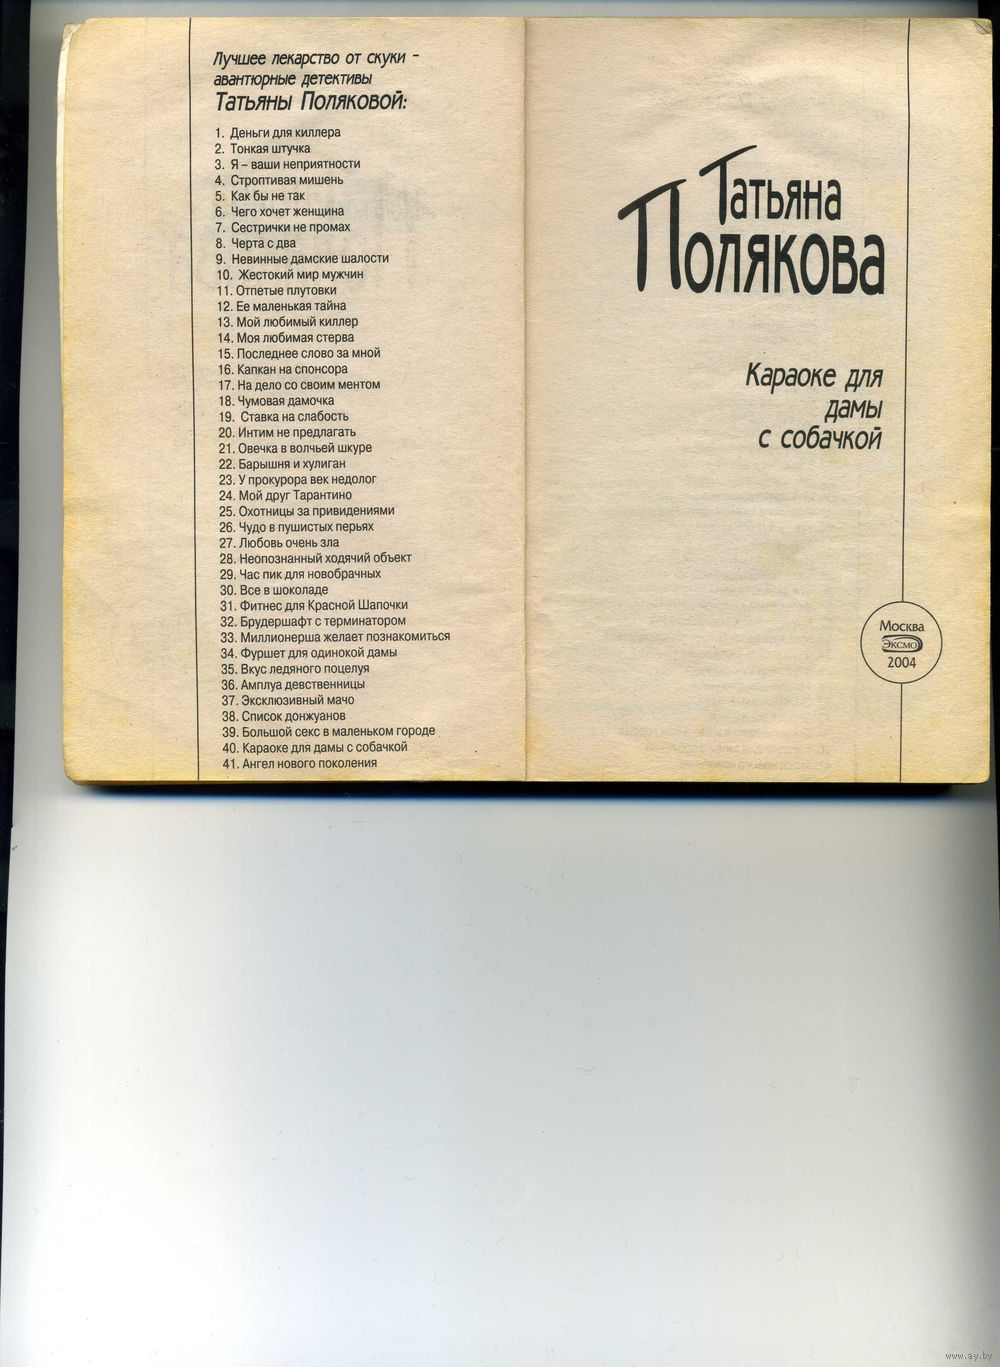 Лучшее лекарство от скуки –
авантюрные детективы
Татьяны Поляковой:
1. Деньги для киллера
2. Тонкая штучка
3. Я – ваши неприятности
4. Строптивая мишень
5. Как бы не так
6. Чего хочет женщина
7. Сестрички не промах
8. Черта с два
9. Невинные дамские шалости
10. Жестокий мир мужчин
11. Отпетые плутовки
12. Ее маленькая тайна
13. Мой любимый киллер
14. Моя любимая стерва
15. Последнее слово за мной
16. Капкан на спонсора
17. На дело со своим ментом
18. Чумовая дамочка
19. Ставка на слабость
20. Интим не предлагать
21. Овечка в волчьей шкуре
22. Барышня и хулиган
23. У прокурора век недолог
24. Мой друг Тарантино
25. Охотницы за привидениями
26. Чудо в пушистых перьях
27. Любовь очень зла
28. Неопознанный ходячий объект
29. Час пик для новобрачных
30. Все в шоколаде
31. Фитнес для Красной Шапочки
32. Брудершафт с терминатором
33. Миллионерша желает познакомиться
34. Фуршет для одинокой дамы
35. Вкус ледяного поцелуя
36. Амплуа девственницы
37. Эксклюзивный мачо
38. Список донжуанов
39. Большой секс в маленьком городе
40. Караоке для дамы с собачкой
41. Ангел нового поколения
Татьяна
Полякова
Караоке для
дамы
с собачкой
Москва
Эксмо
2004
www.ay.by